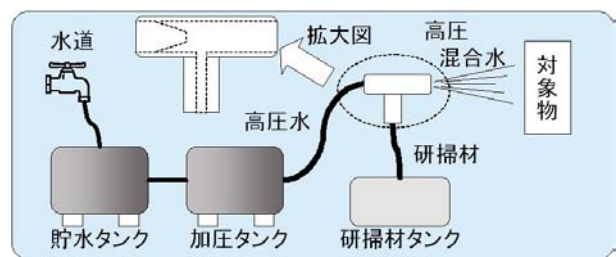 水道
拡大図
高圧
混合水
対象物
高圧水
研掃材
貯水タンク
加圧タンク
研掃材タンク